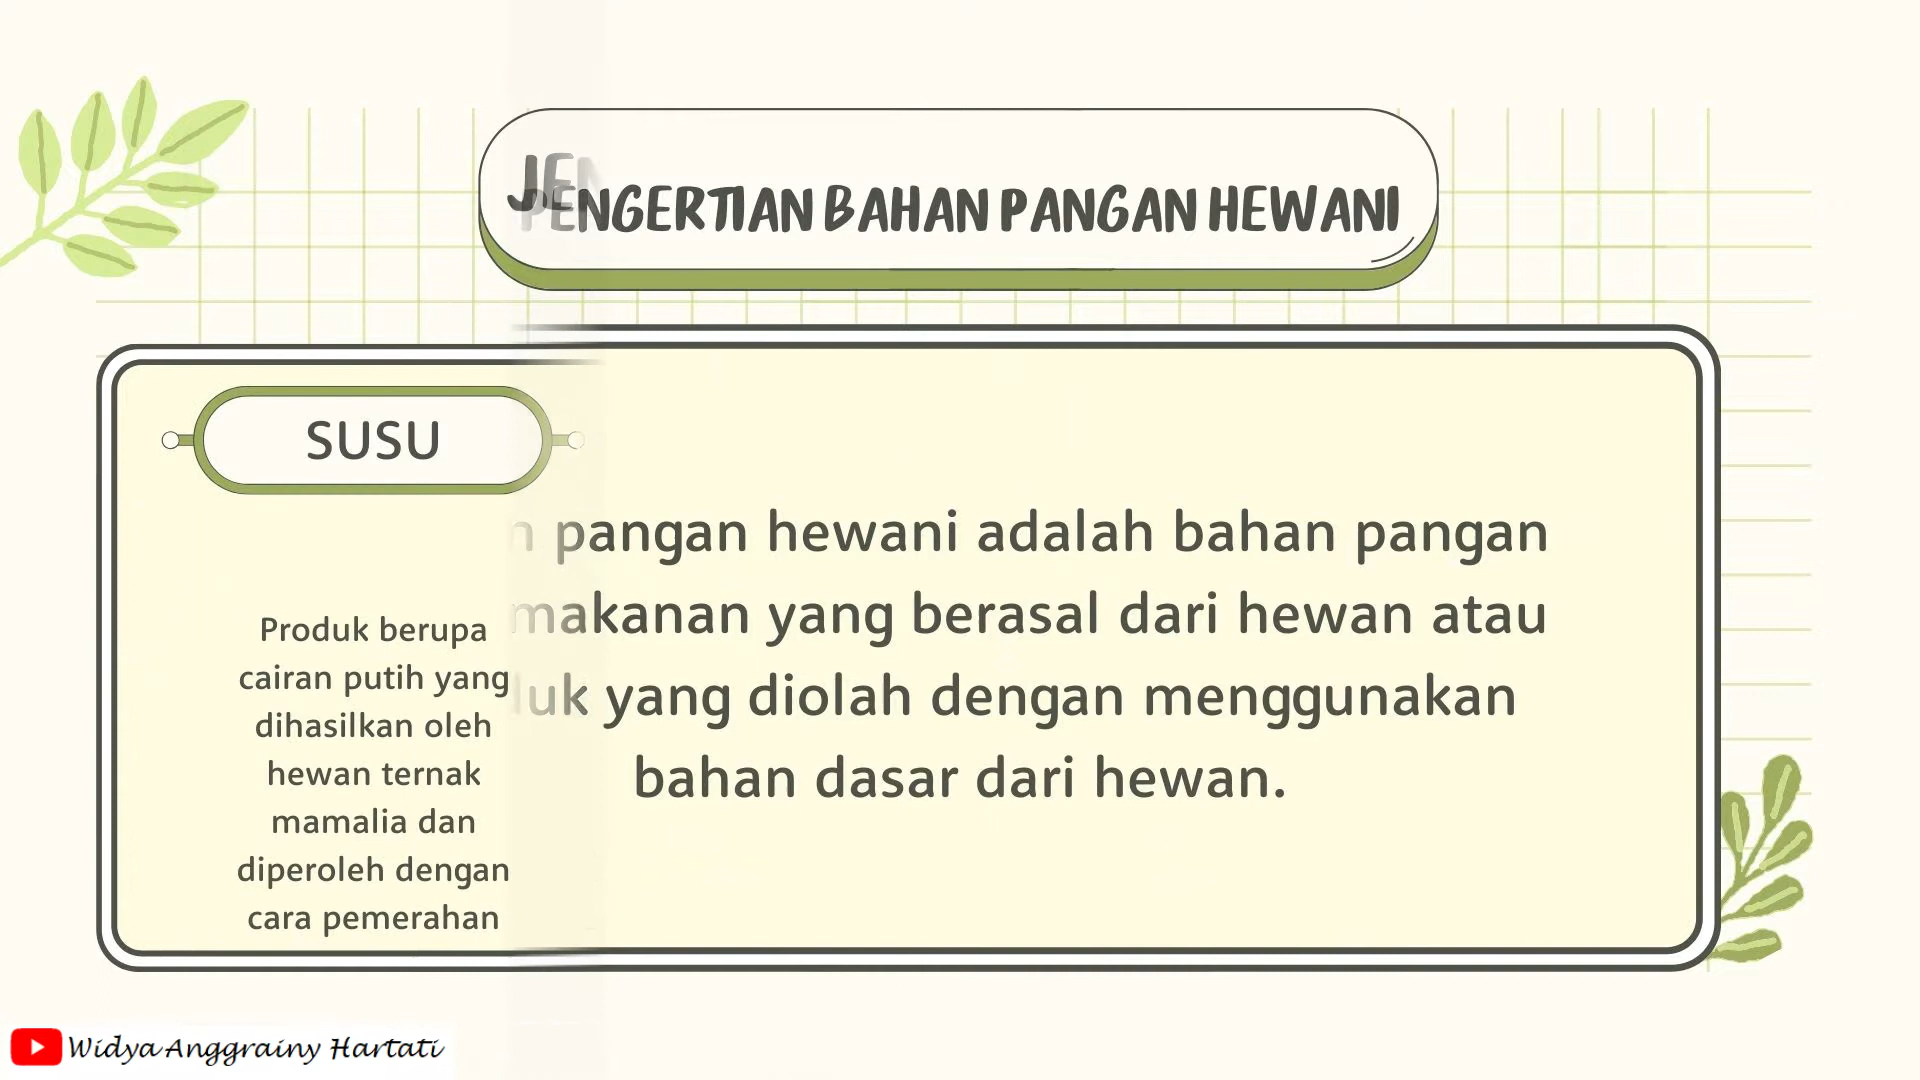 JEN
PENGERTIAN BAHAN PANGAN HEWANI
SUSU
Produk berupa
cairan putih yang
dihasilkan oleh
hewan ternak
mamalia dan
diperoleh dengan
cara pemerahan
pangan hewani adalah bahan pangan
makanan yang berasal dari hewan atau
yang diolah dengan menggunakan
bahan dasar dari hewan.
Widya Anggrainy Hartati